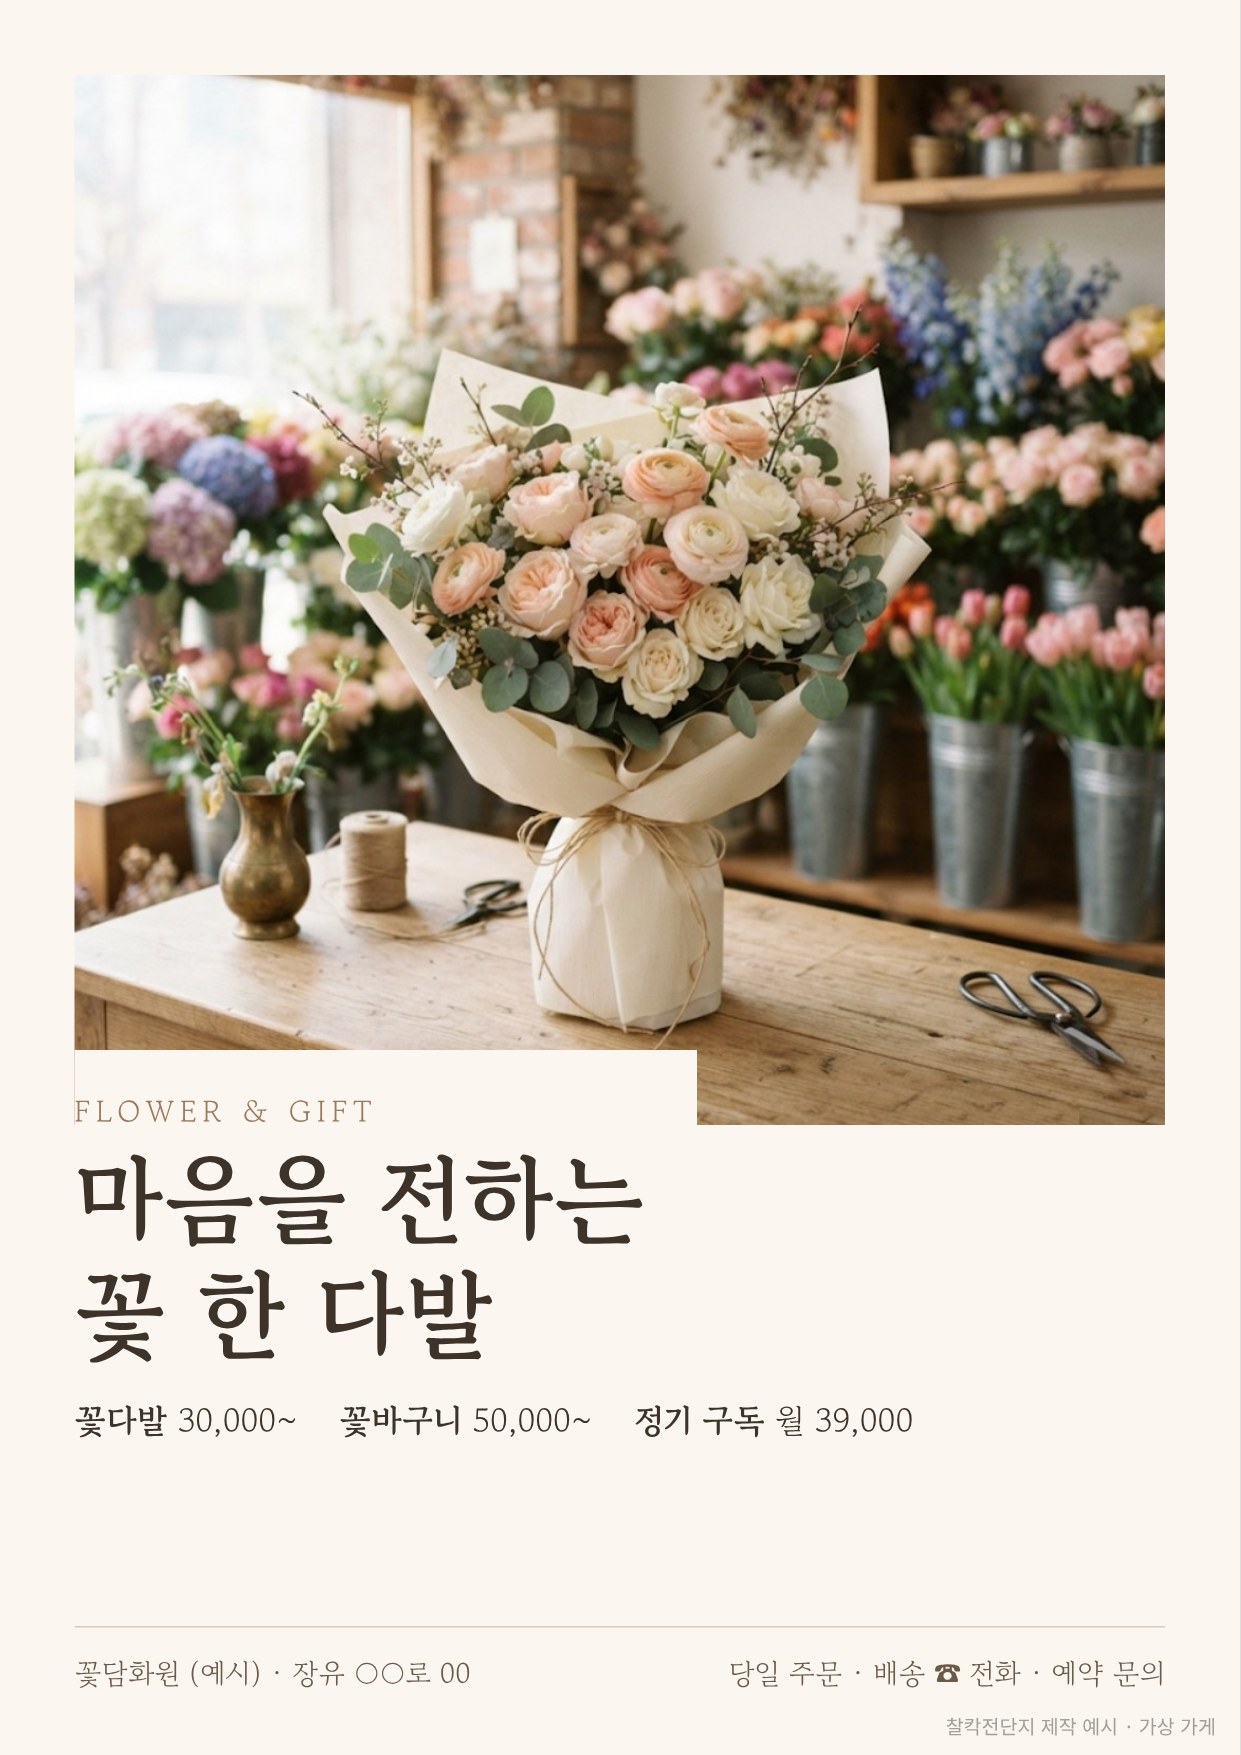 FLOWER & GIFT
마음을 전하는
꽃 한 다발
꽃다발 30,000~ 꽃바구니 50,000~ 정기 구독 월 39,000
꽃담화원 (예시) · 장유 ○○로 00
당일 주문 · 배송 ☎ 전화 · 예약 문의
찰칵전단지 제작 예시 · 가상 가게